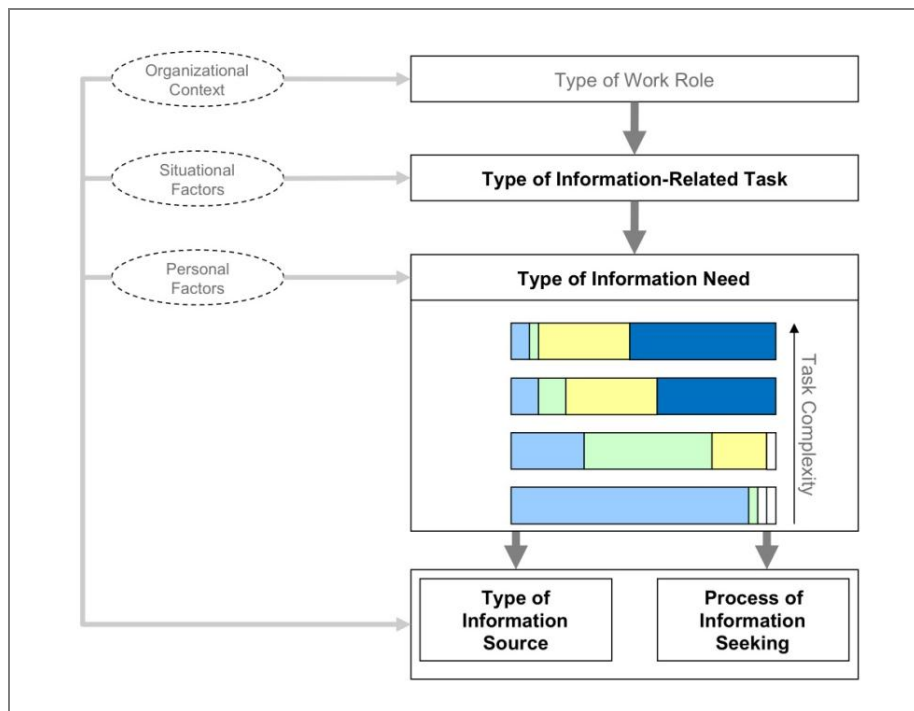 Organizational
Context
Type of Work Role
Situational
Factors
Type of Information-Related Task
Personal
Factors
Type of Information Need
Task Complexity
Type of
Information
Source
Process of
Information
Seeking